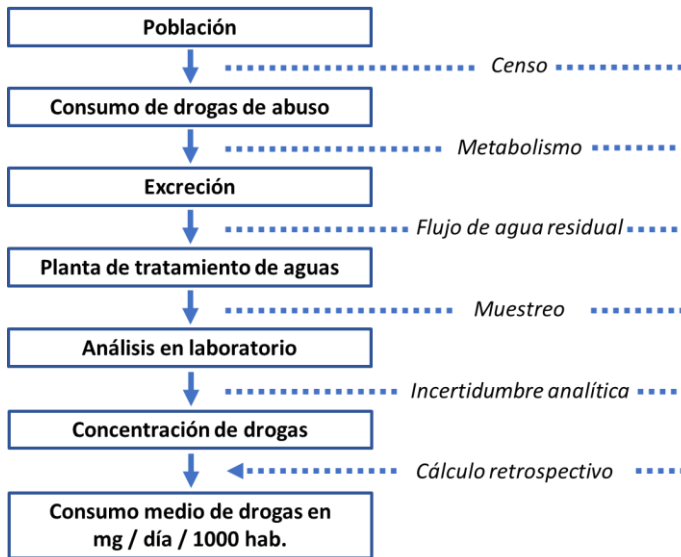 Población
Censo
Consumo de drogas de abuso
Metabolismo
Excreción
Flujo de agua residual
Planta de tratamiento de aguas
Muestreo
Análisis en laboratorio
Incertidumbre analítica
Concentración de drogas
Cálculo retrospectivo
Consumo medio de drogas en
mg / día / 1000 hab.